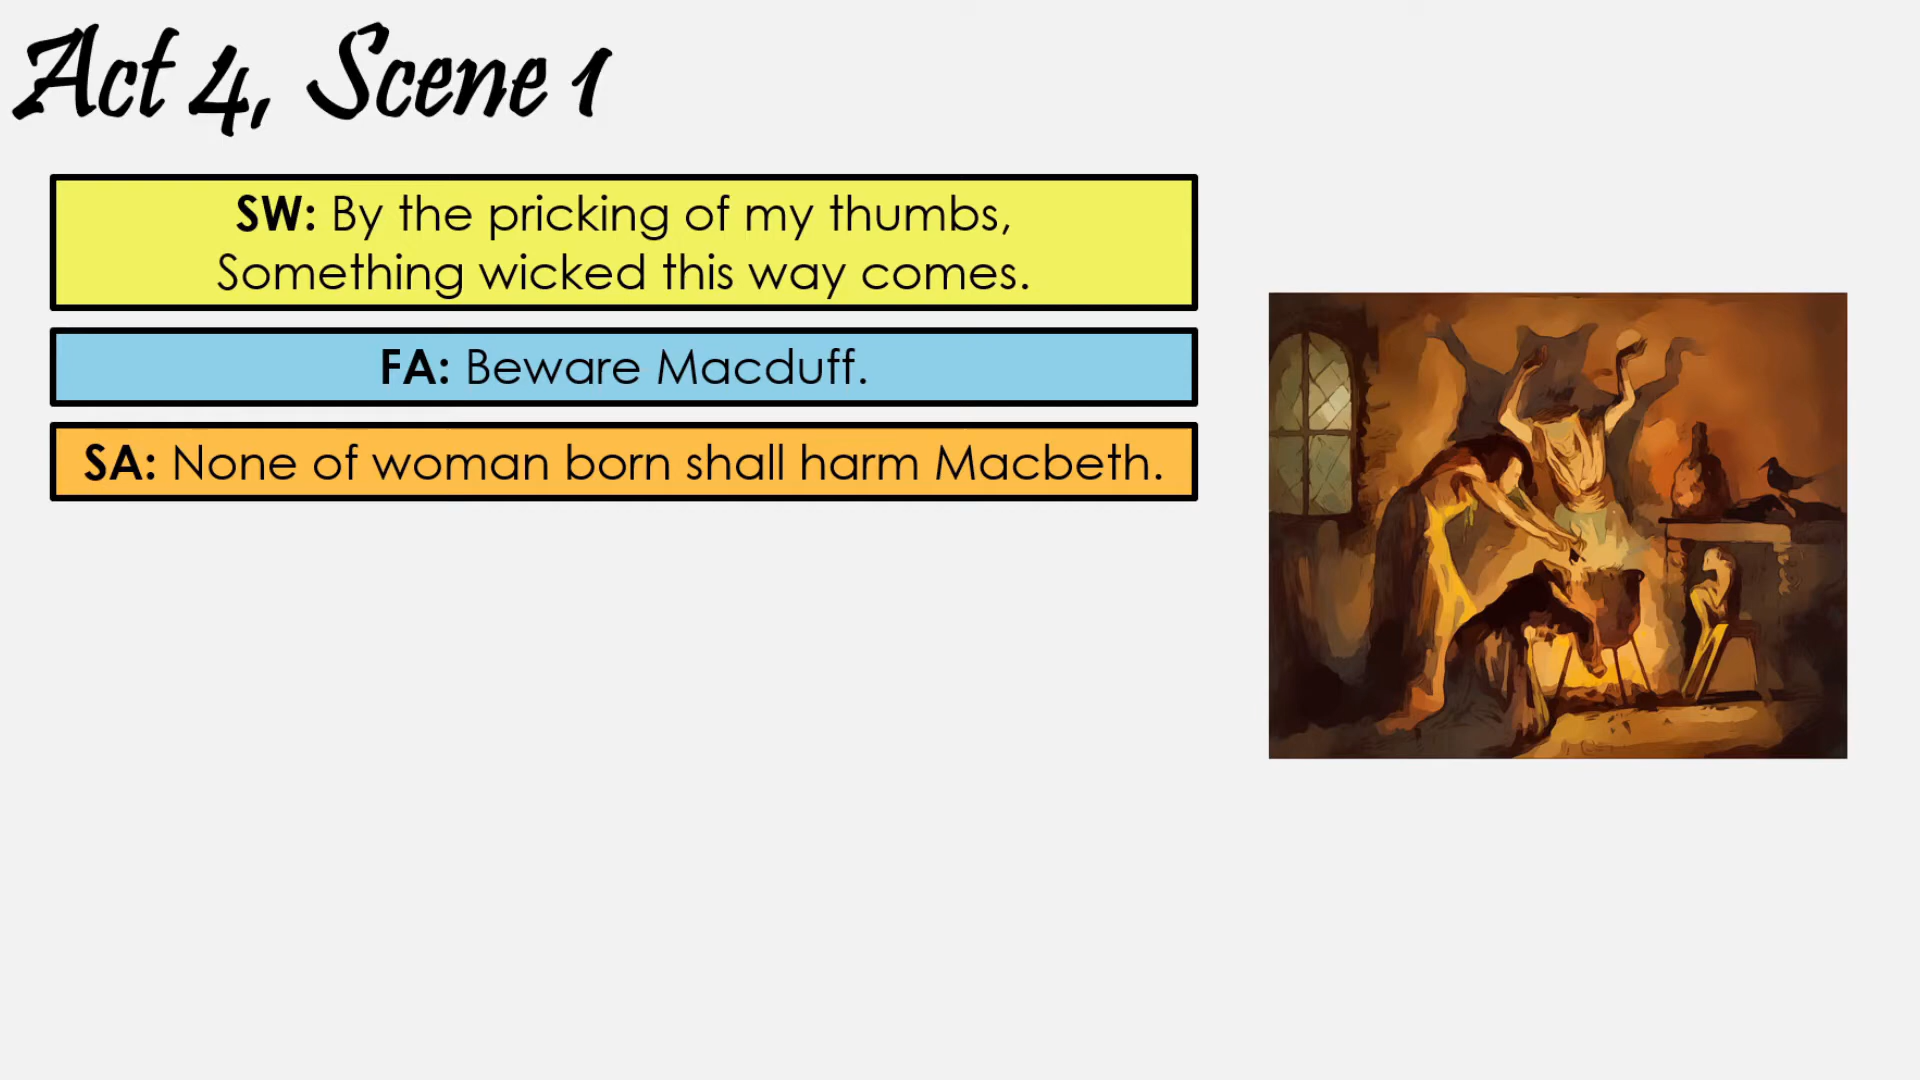 Act 4, Scene 1
SW: By the pricking of my thumbs,
Something wicked this way comes.
FA: Beware Macduff.
SA: None of woman born shall harm Macbeth.